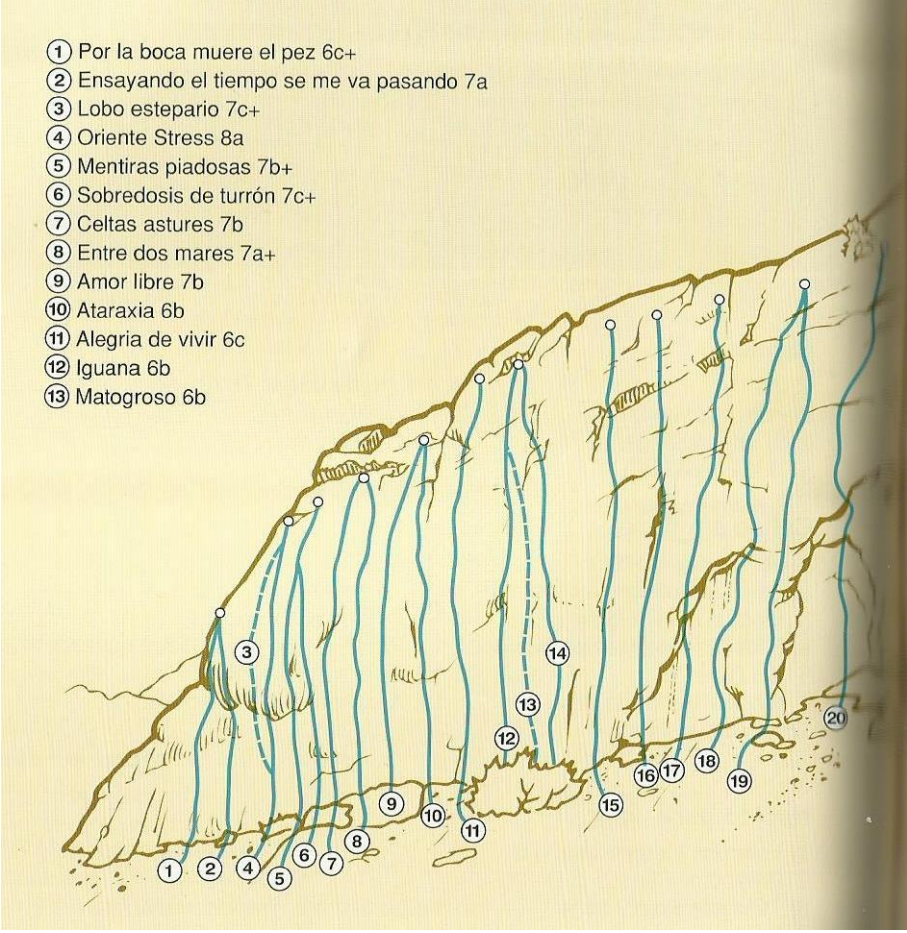 1 Por la boca muere el pez 6c+
2 Ensayando el tiempo se me va pasando 7a
3 Lobo estepario 7c+
4 Oriente Stress 8a
5 Mentiras piadosas 7b+
6 Sobredosis de turrón 7c+
7 Celtas astures 7b
8 Entre dos mares 7a+
9 Amor libre 7b
10 Ataraxia 6b
11 Alegria de vivir 6c
12 Iguana 6b
13 Matogroso 6b
3
14
13
12
20
16
17
18
19
9
10
15
11
1
2
4
5
6
7
8